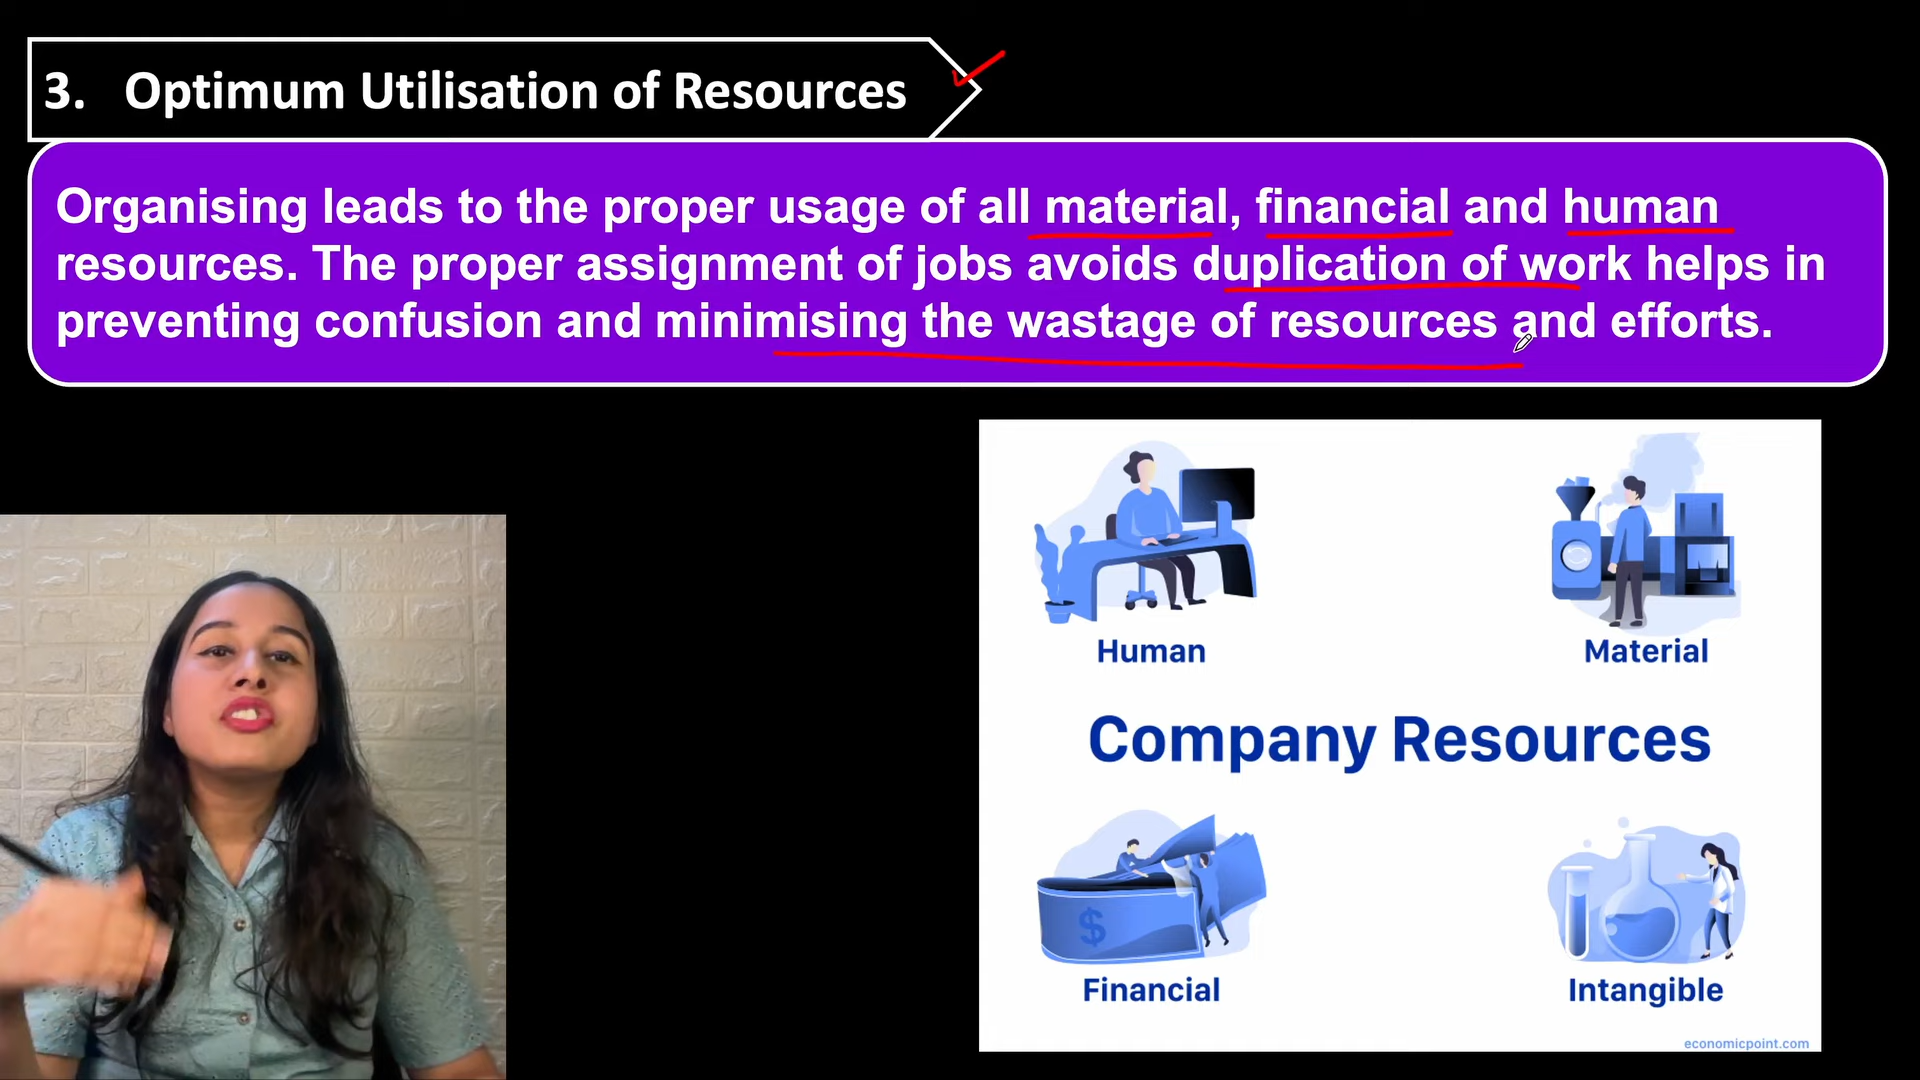 3. Optimum Utilisation of Resources
Organising leads to the proper usage of all material, financial and human
resources. The proper assignment of jobs avoids duplication of work helps in
preventing confusion and minimising the wastage of resources and efforts.
Human
Material
Company Resources
$
Financial
Intangible
economicpoint.com